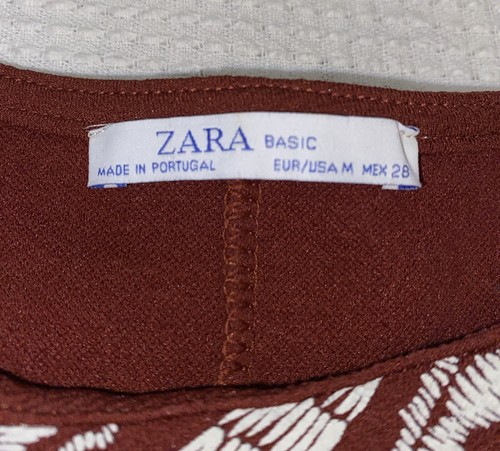 ZARA BASIC
MADE IN PORTUGAL EUR/USA M MEX 28